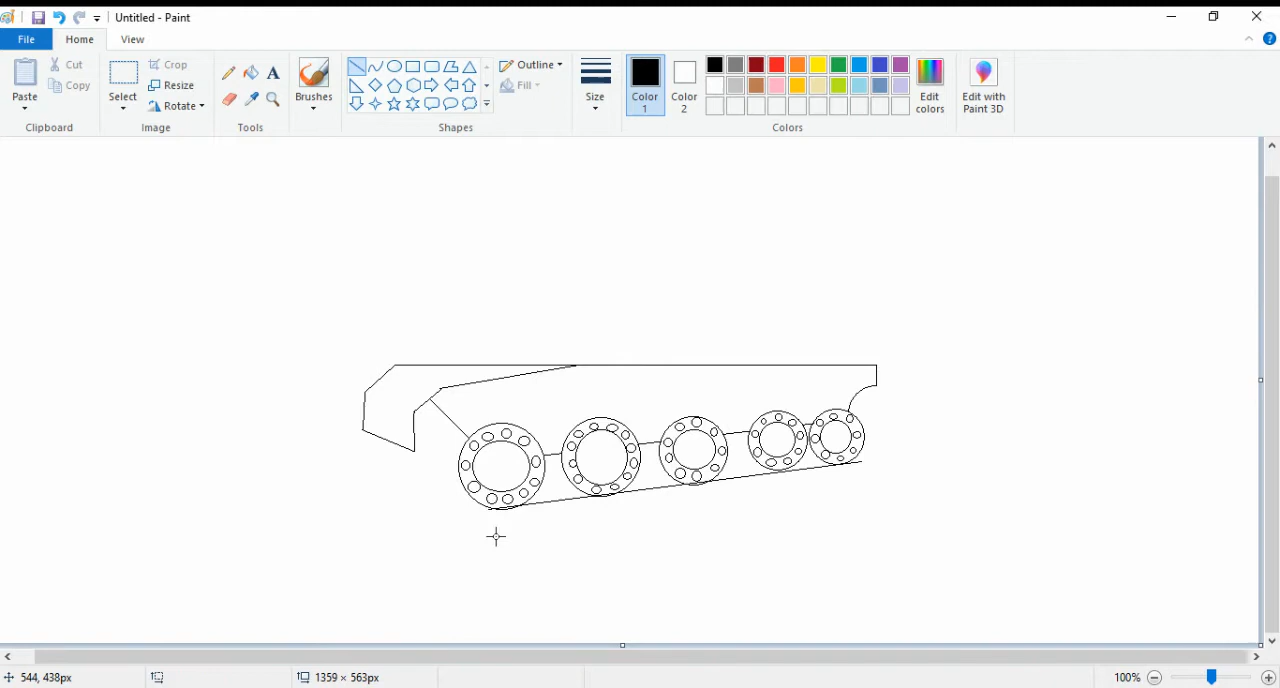 Untitled - Paint
File Home View
Cut
Copy
Paste
Clipboard
Select
Crop
Resize
Rotate
Image
Tools
Brushes
Outline
Fill
Shapes
Size
Color 1
Color 2
Edit colors
Colors
Edit with Paint 3D
544, 438px
1359 × 563px
100%